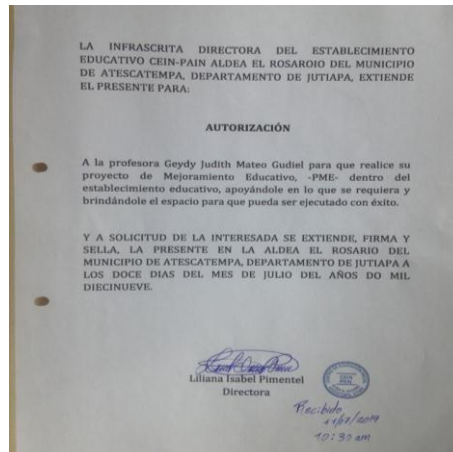 LA INFRASCRITA DIRECTORA DEL ESTABLECIMIENTO
EDUCATIVO CEIN-PAIN ALDEA EL ROSAROIO DEL MUNICIPIO
DE ATESCATEMPA, DEPARTAMENTO DE JUTIAPA, EXTIENDE
EL PRESENTE PARA:
AUTORIZACIÓN
A la profesora Geydy Judith Mateo Gudiel para que realice su
proyecto de Mejoramiento Educativo, -PME- dentro del
establecimiento educativo, apoyándole en lo que se requiera y
brindándole el espacio para que pueda ser ejecutado con éxito.
Y A SOLICITUD DE LA INTERESADA SE EXTIENDE, FIRMA Y
SELLA, LA PRESENTE EN LA ALDEA EL ROSARIO DEL
MUNICIPIO DE ATESCATEMPA, DEPARTAMENTO DE JUTIAPA A
LOS DOCE DIAS DEL MES DE JULIO DEL AÑOS DO MIL
DIECINUEVE.
Liliana Isabel Pimentel
Directora
CEIN
PAIN
Recibido
/07/2019
10:30 am